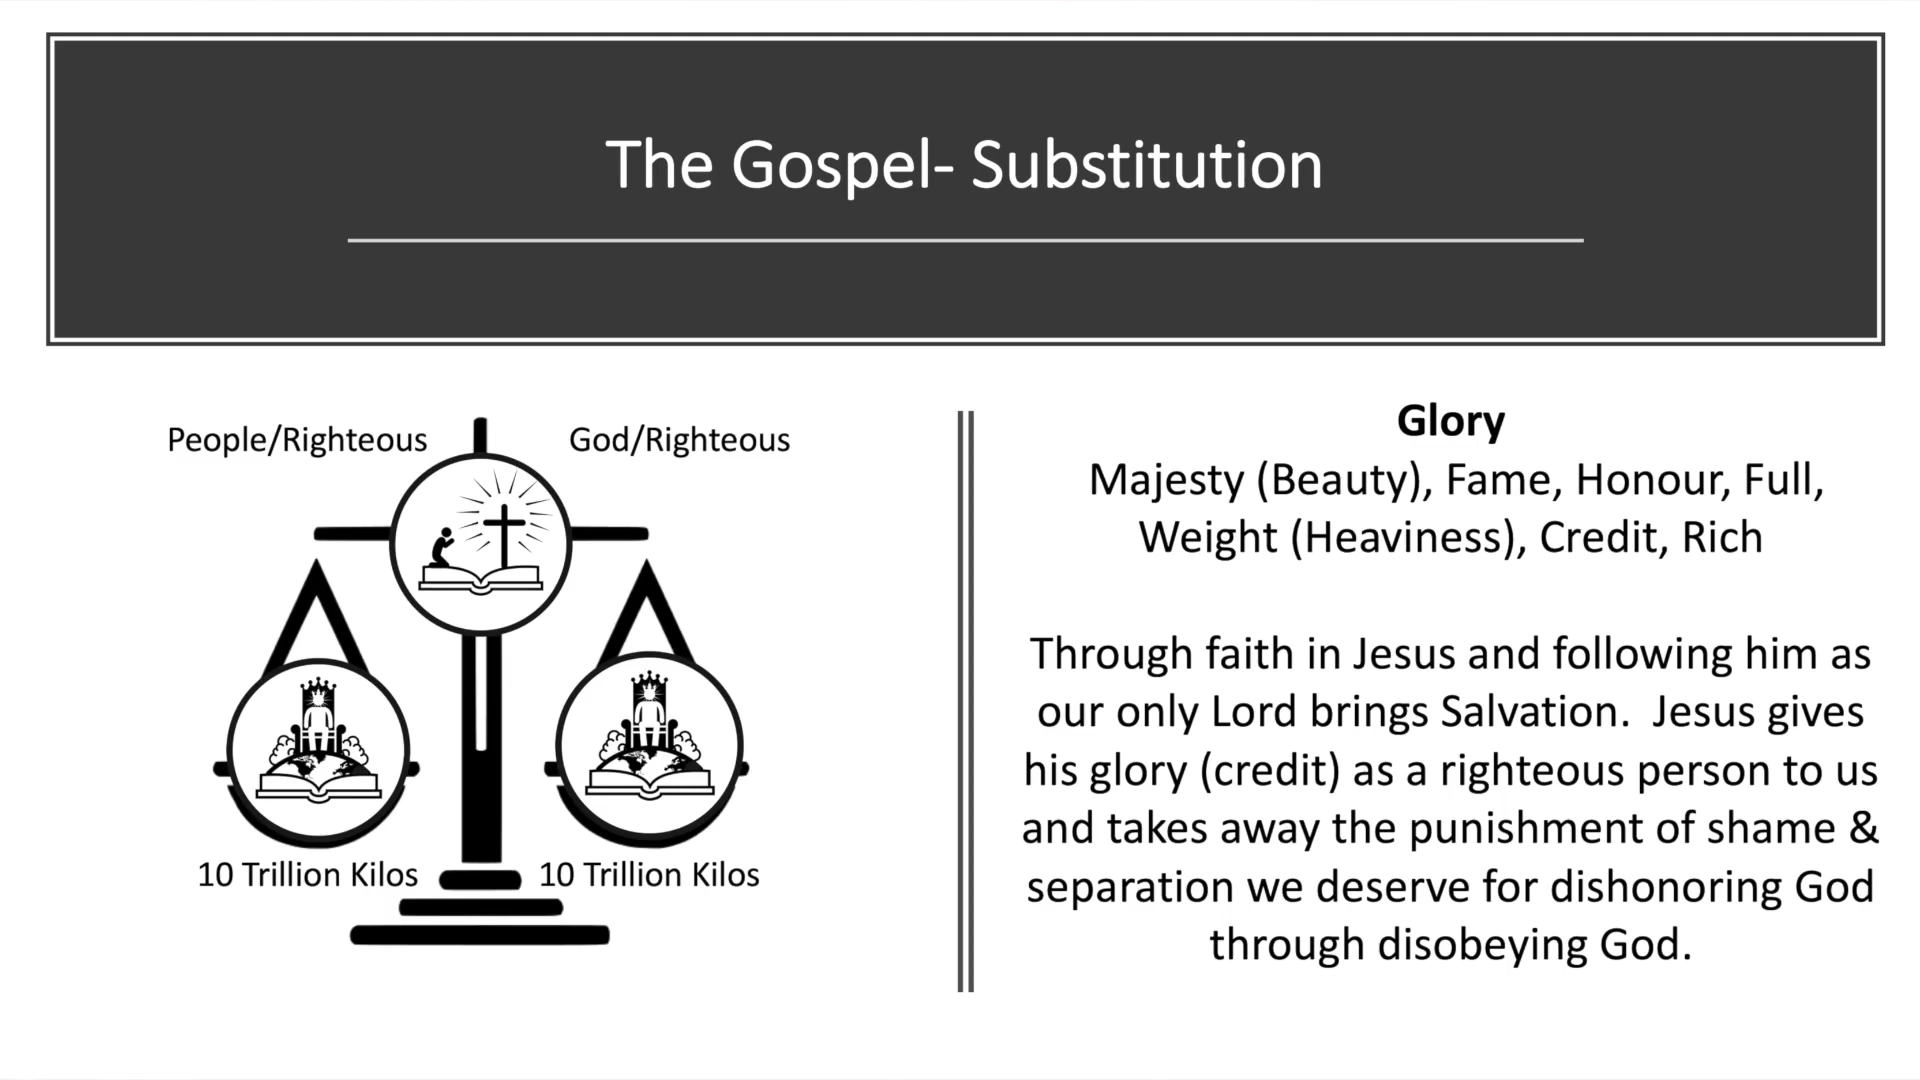 The Gospel- Substitution
People/Righteous
God/Righteous
10 Trillion Kilos
10 Trillion Kilos
Glory
Majesty (Beauty), Fame, Honour, Full,
Weight (Heaviness), Credit, Rich
Through faith in Jesus and following him as
our only Lord brings Salvation.  Jesus gives
his glory (credit) as a righteous person to us
and takes away the punishment of shame &
separation we deserve for dishonoring God
through disobeying God.